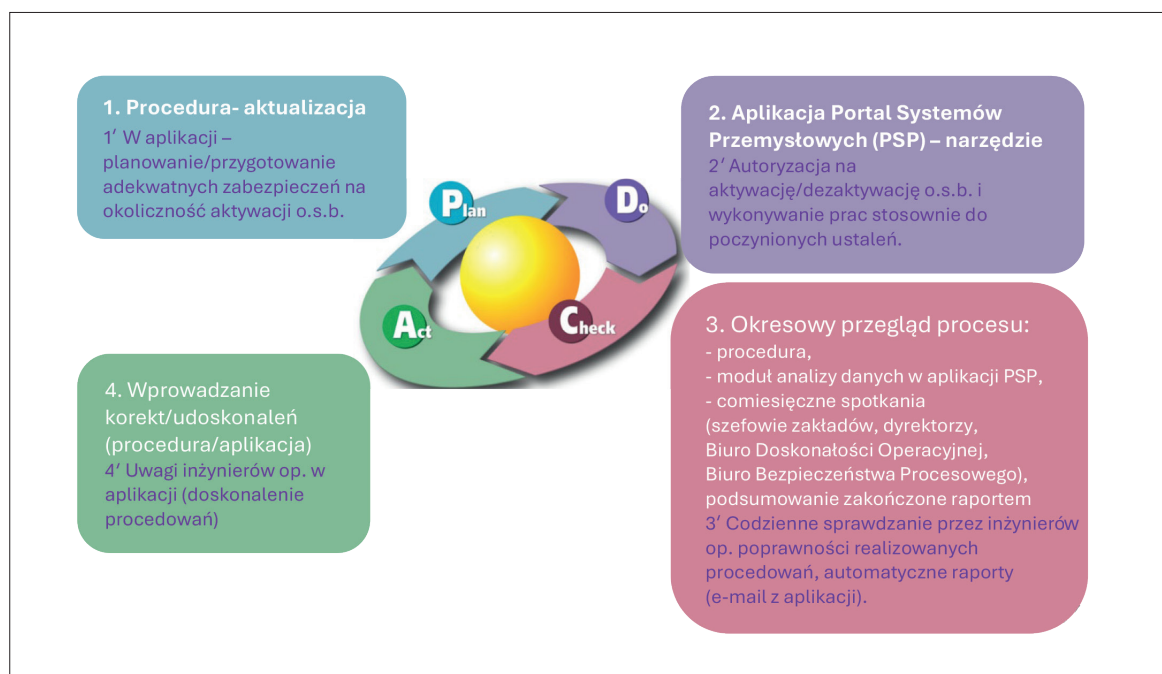 1. Procedura- aktualizacja
1’ W aplikacji –
planowanie/przygotowanie
adekwatnych zabezpieczeń na
okoliczność aktywacji o.s.b.
2. Aplikacja Portal Systemów
Przemysłowych (PSP) – narzędzie
2’ Autoryzacja na
aktywację/dezaktywację o.s.b. i
wykonywanie prac stosownie do
poczynionych ustaleń.
Plan
Do
Act
Check
3. Okresowy przegląd procesu:
- procedura,
- moduł analizy danych w aplikacji PSP,
- comiesięczne spotkania
(szefowie zakładów, dyrektorzy,
Biuro Doskonałości Operacyjnej,
Biuro Bezpieczeństwa Procesowego),
podsumowanie zakończone raportem
3’ Codzienne sprawdzanie przez inżynierów
op. poprawności realizowanych
procedowań, automatyczne raporty
(e-mail z aplikacji).
4. Wprowadzanie
korekt/udoskonaleń
(procedura/aplikacja)
4’ Uwagi inżynierów op. w
aplikacji (doskonalenie
procedowań)